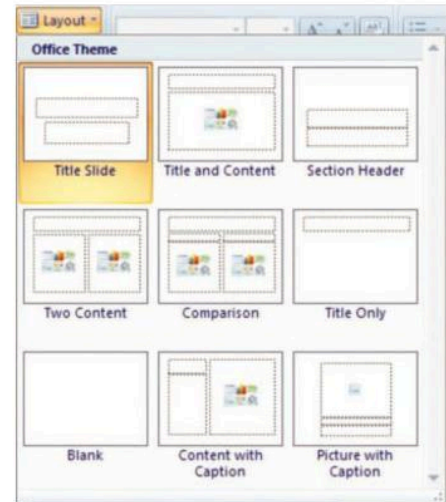 Layout
Office Theme
Title Slide
Title and Content
Section Header
Two Content
Comparison
Title Only
Blank
Content with
Caption
Picture with
Caption